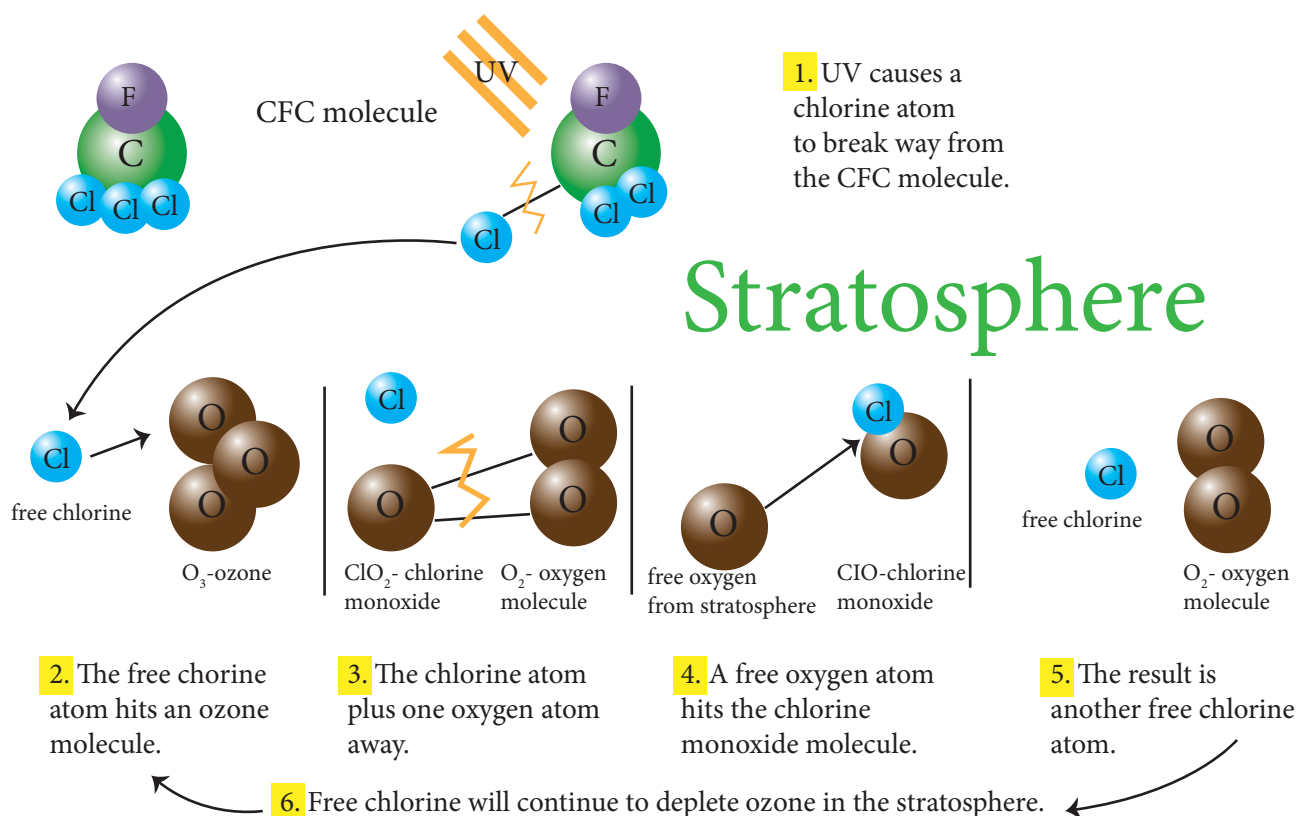 F
C
Cl
Cl
Cl
CFC molecule
UV
F
C
Cl
Cl
Cl
1. UV causes a
chlorine atom
to break way from
the CFC molecule.
Stratosphere
Cl
free chlorine
O
O
O
O₃-ozone
Cl
O
ClO₂- chlorine
monoxide
O
O
O₂- oxygen
molecule
O
free oxygen
from stratosphere
Cl
O
ClO-chlorine
monoxide
Cl
free chlorine
O
O
O₂- oxygen
molecule
2. The free chorine
atom hits an ozone
molecule.
3. The chlorine atom
plus one oxygen atom
away.
4. A free oxygen atom
hits the chlorine
monoxide molecule.
5. The result is
another free chlorine
atom.
6. Free chlorine will continue to deplete ozone in the stratosphere.